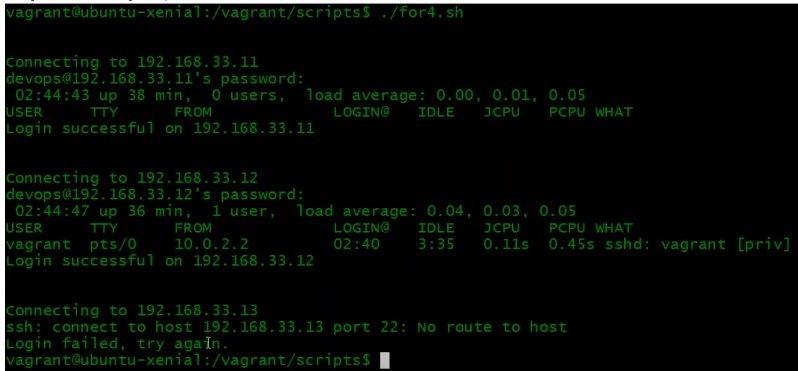 vagrant@ubuntu-xenial:/vagrant/scripts$ ./for4.sh
Connecting to 192.168.33.11
devops@192.168.33.11's password:
02:44:43 up 38 min, 0 users, load average: 0.00, 0.01, 0.05
USER TTY FROM LOGIN@ IDLE JCPU PCPU WHAT
Login successful on 192.168.33.11
Connecting to 192.168.33.12
devops@192.168.33.12's password:
02:44:47 up 36 min, 1 user, load average: 0.04, 0.03, 0.05
USER TTY FROM LOGIN@ IDLE JCPU PCPU WHAT
vagrant pts/0 10.0.2.2 02:40 3:35 0.11s 0.45s sshd: vagrant [priv]
Login successful on 192.168.33.12
Connecting to 192.168.33.13
ssh: connect to host 192.168.33.13 port 22: No route to host
Login failed, try again.
vagrant@ubuntu-xenial:/vagrant/scripts$